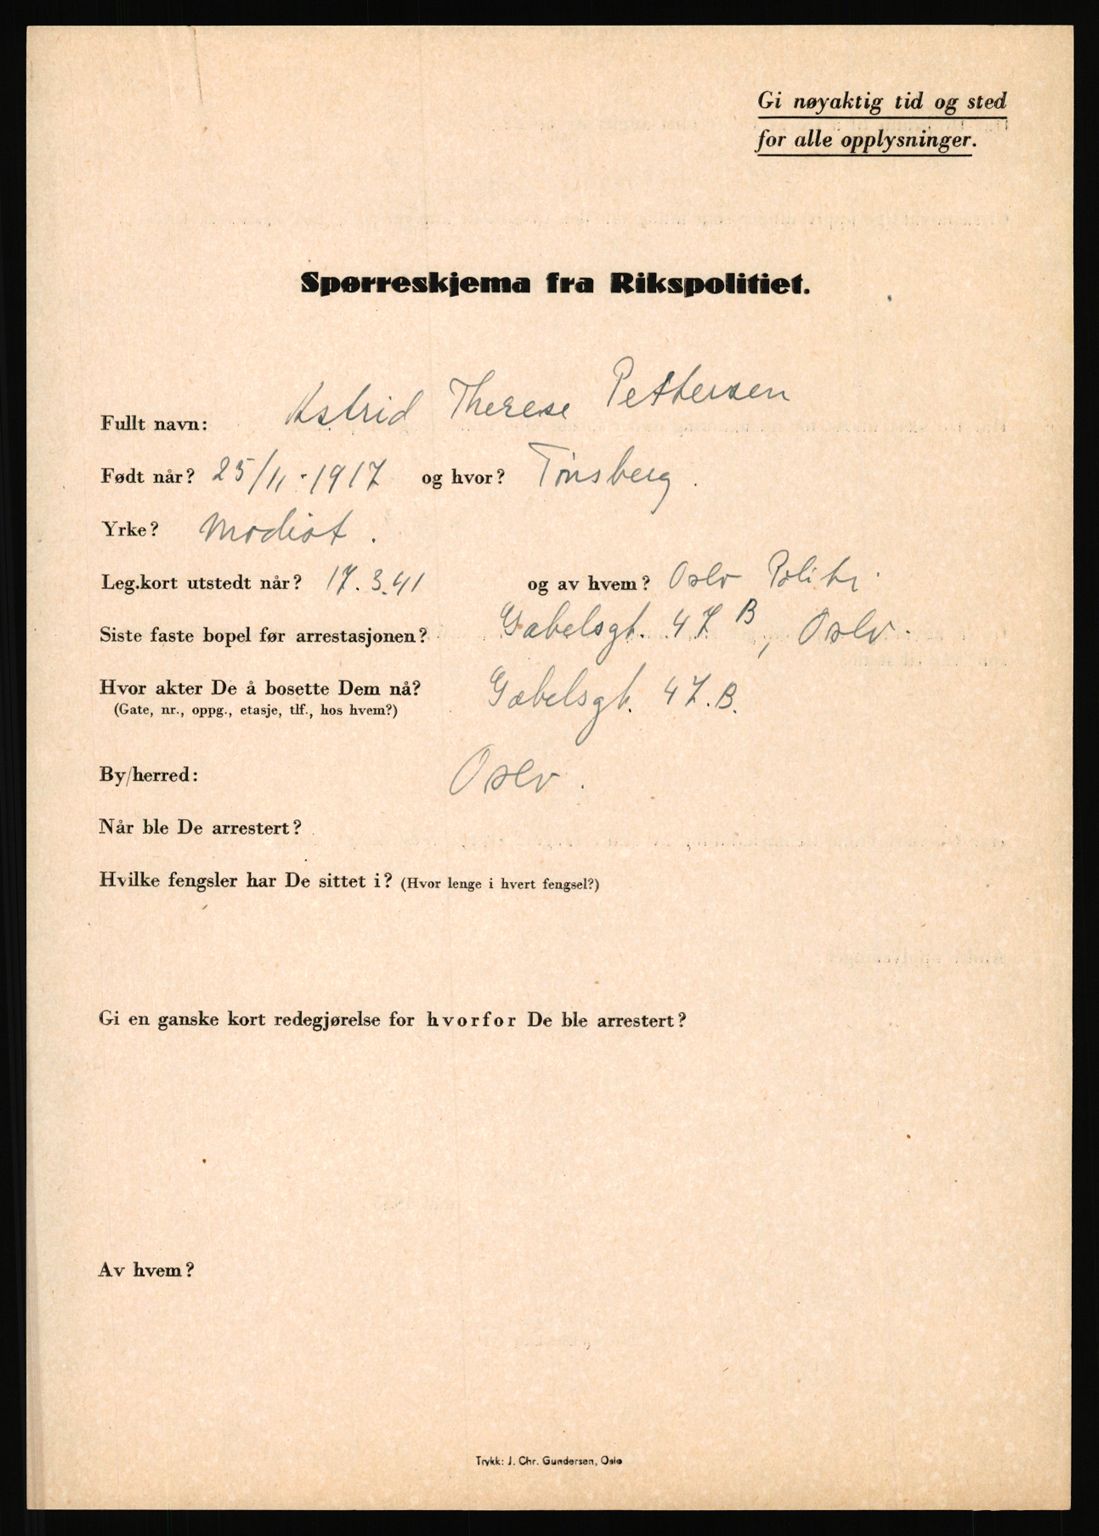 Gi nøyaktig tid og sted
for alle opplysninger.
Spørreskjema fra Rikspolitiet.
Fullt navn: Astrid Therese Pettersen
Født når? 25/11-1917 og hvor? Tønsberg.
Yrke? Modist.
Leg.kort utstedt når? 17.3.41 og av hvem? Oslo Politi.
Siste faste bopel før arrestasjonen? Gabelsgt. 47 B, Oslo.
Hvor akter De å bosette Dem nå? Gabelsgt. 47.B.
(Gate, nr., oppg., etasje, tlf., hos hvem?)
By/herred: Oslo.
Når ble De arrestert?
Hvilke fengsler har De sittet i? (Hvor lenge i hvert fengsel?)
Gi en ganske kort redegjørelse for hvorfor De ble arrestert?
Av hvem?
Trykk: J. Chr. Gundersen, Oslo